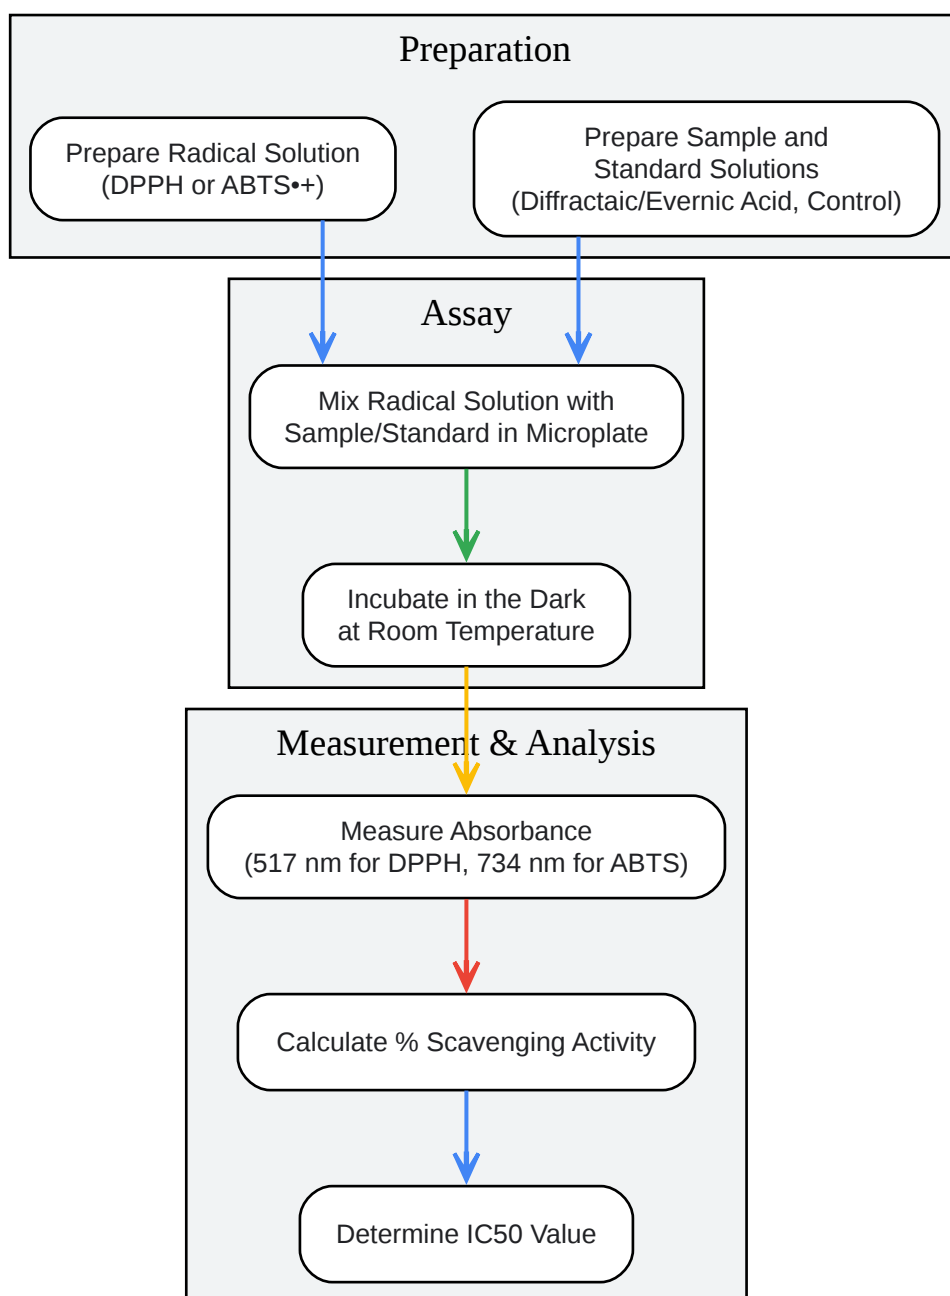 Preparation
Prepare Radical Solution
(DPPH or ABTS•+)
Prepare Sample and
Standard Solutions
(Diffractaic/Evernic Acid, Control)
Assay
Mix Radical Solution with
Sample/Standard in Microplate
Incubate in the Dark
at Room Temperature
Measurement & Analysis
Measure Absorbance
(517 nm for DPPH, 734 nm for ABTS)
Calculate % Scavenging Activity
Determine IC50 Value